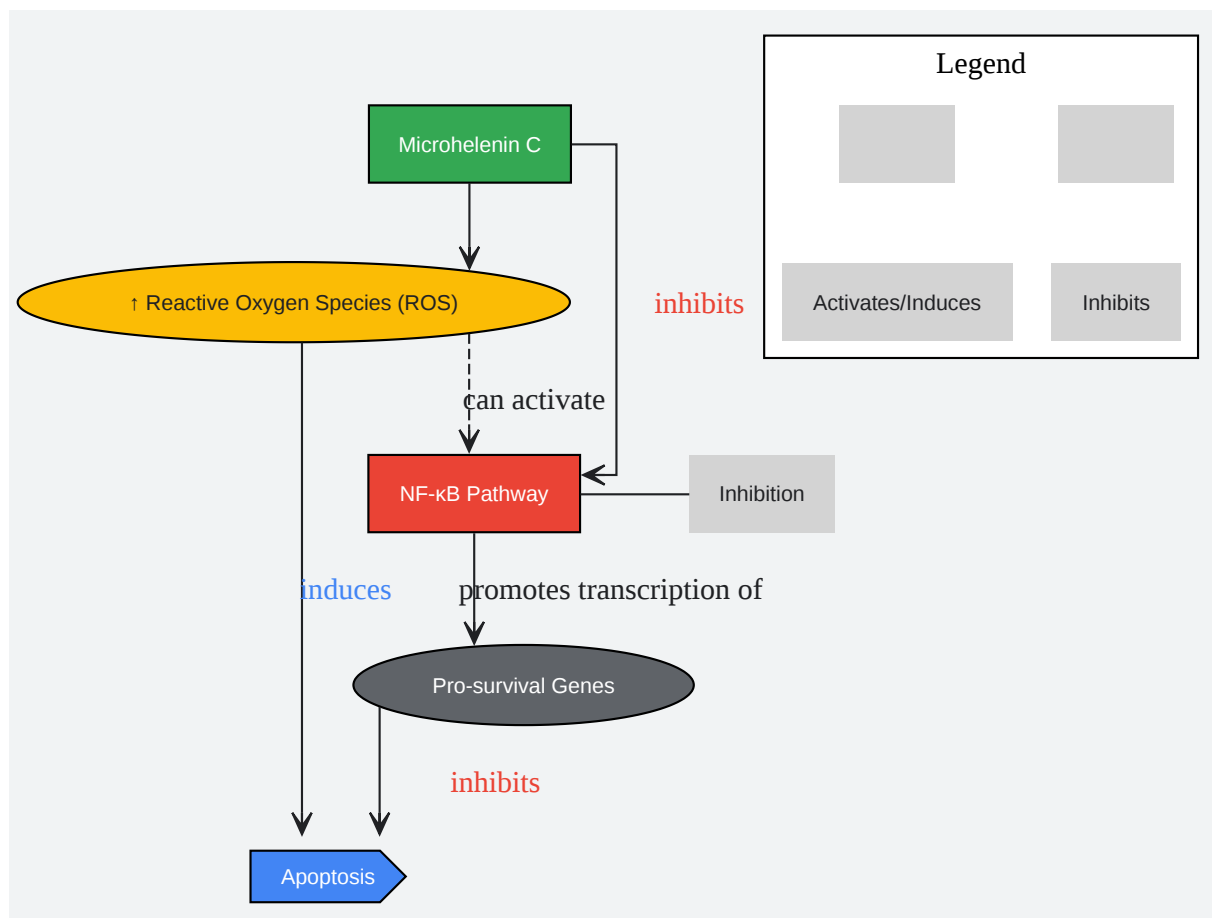 Legend
Microhelenin C
↑ Reactive Oxygen Species (ROS)
inhibits
Activates/Induces
Inhibits
can activate
NF-κB Pathway
Inhibition
induces
promotes transcription of
Pro-survival Genes
inhibits
Apoptosis